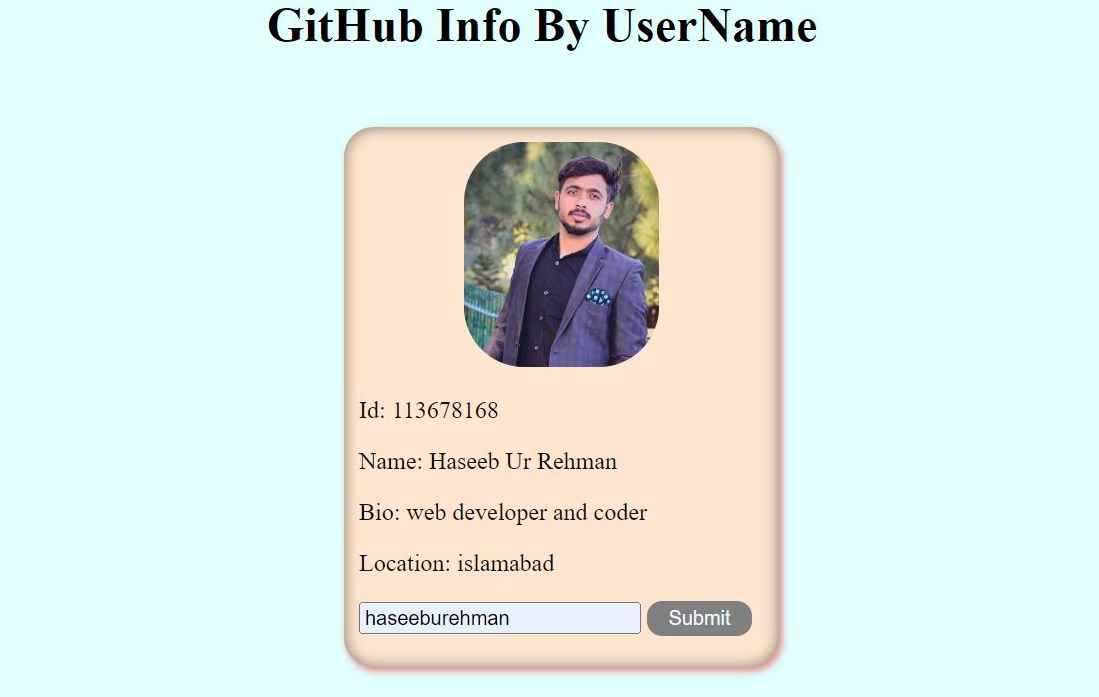 GitHub Info By UserName
Id: 113678168
Name: Haseeb Ur Rehman
Bio: web developer and coder
Location: islamabad
haseeburehman Submit